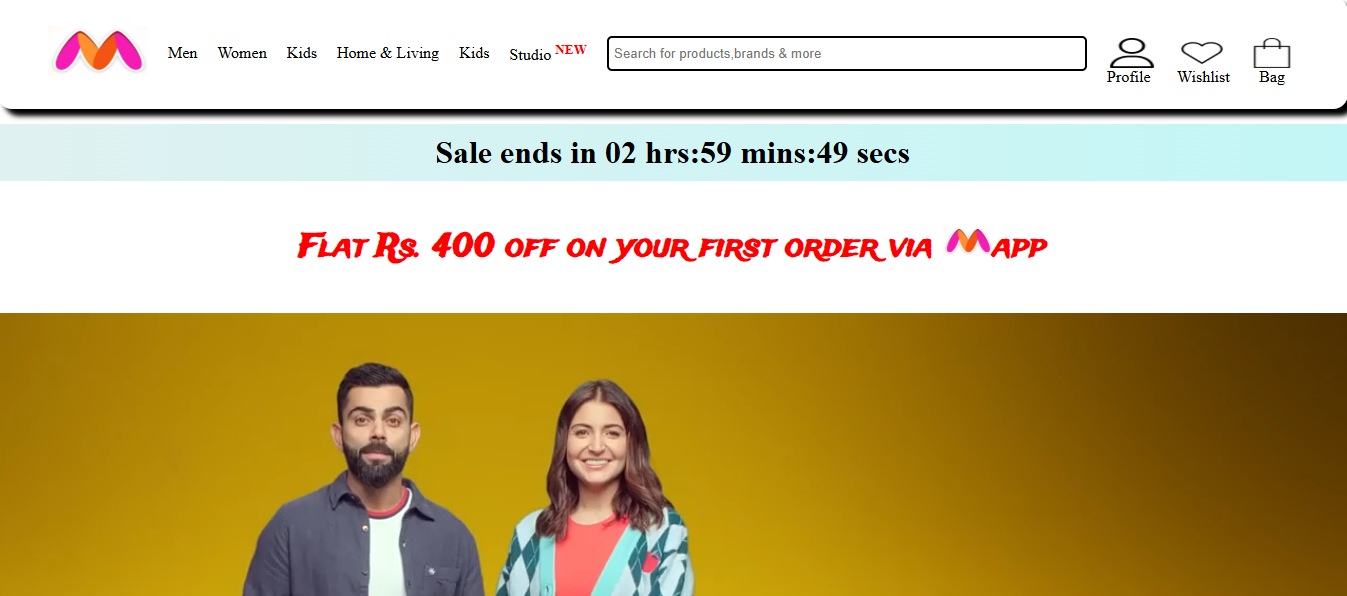 Men Women Kids Home & Living Kids Studio NEW Search for products,brands & more
Profile Wishlist Bag
Sale ends in 02 hrs:59 mins:49 secs
Flat Rs. 400 off on your first order via app